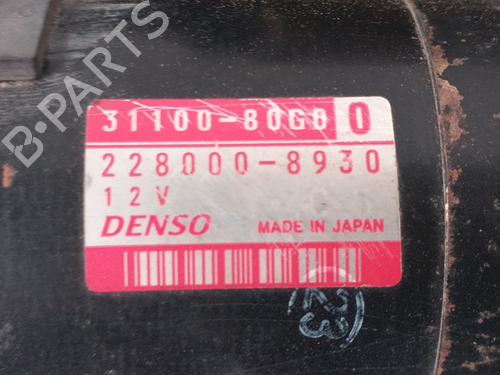 B-PARTS
31100-80G0 0
228000-8930
12V
DENSO MADE IN JAPAN